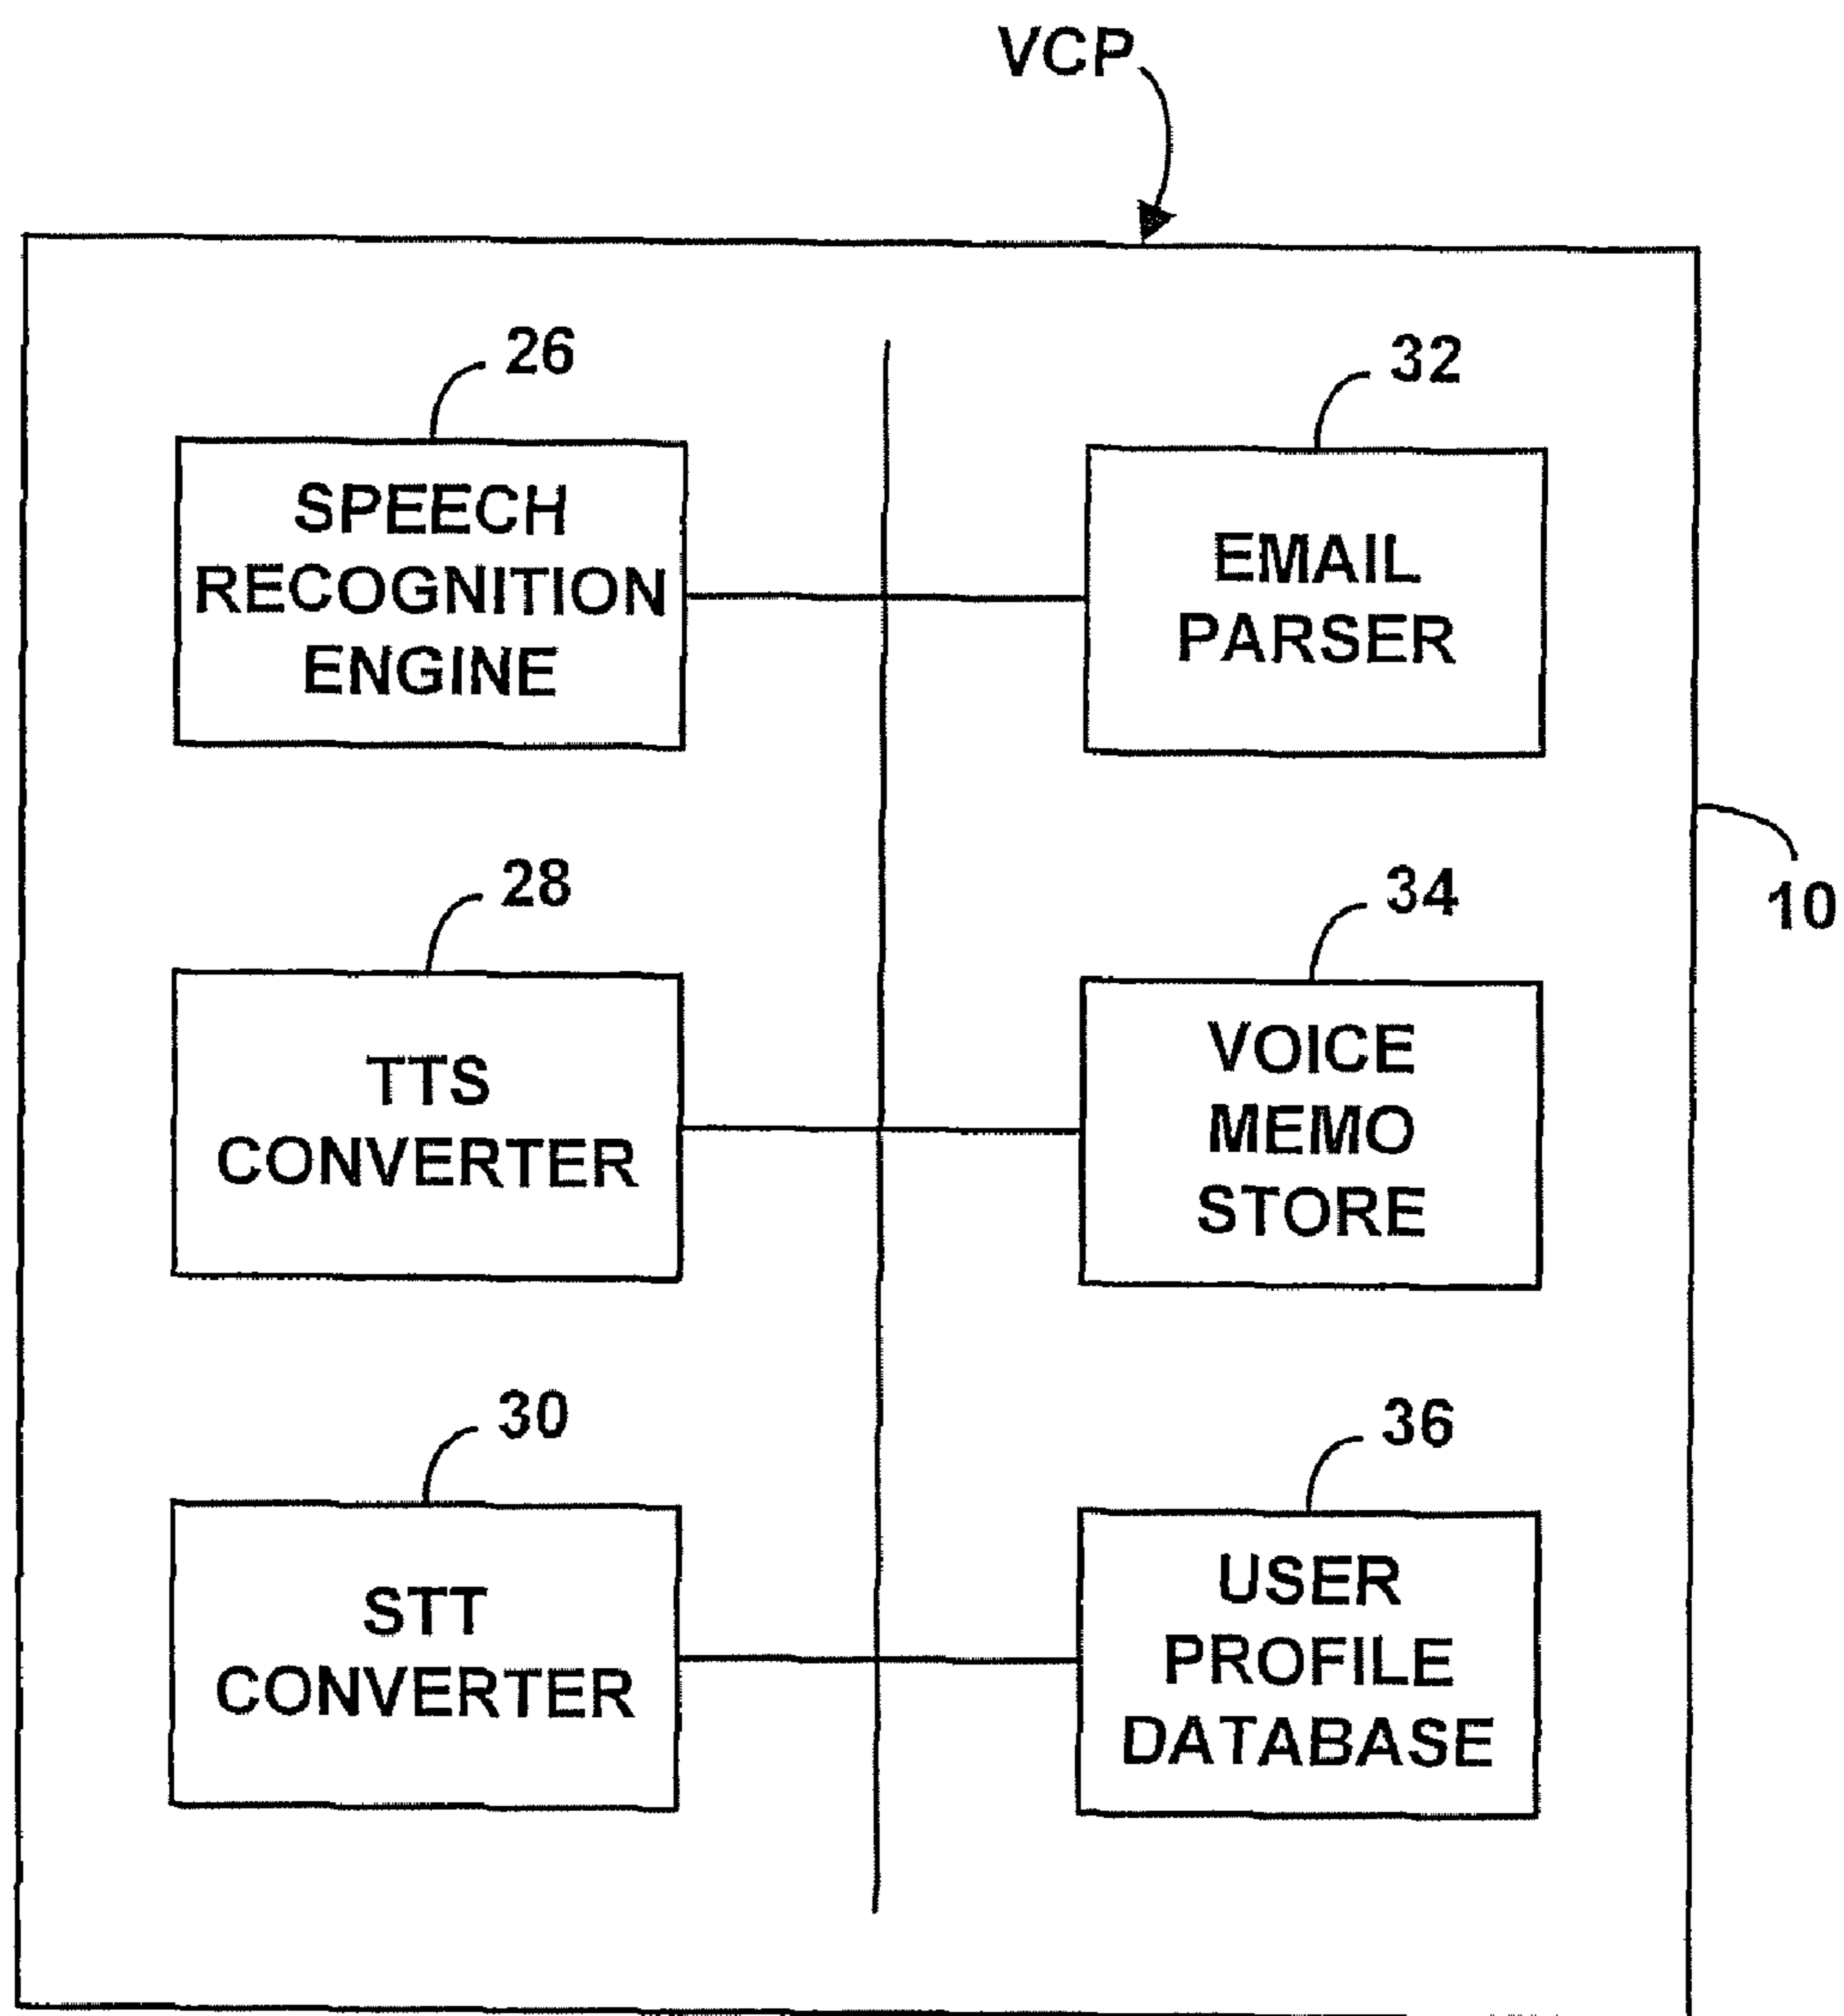 VCP
26
SPEECH
RECOGNITION
ENGINE
32
EMAIL
PARSER
10
28
TTS
CONVERTER
34
VOICE
MEMO
STORE
30
STT
CONVERTER
36
USER
PROFILE
DATABASE